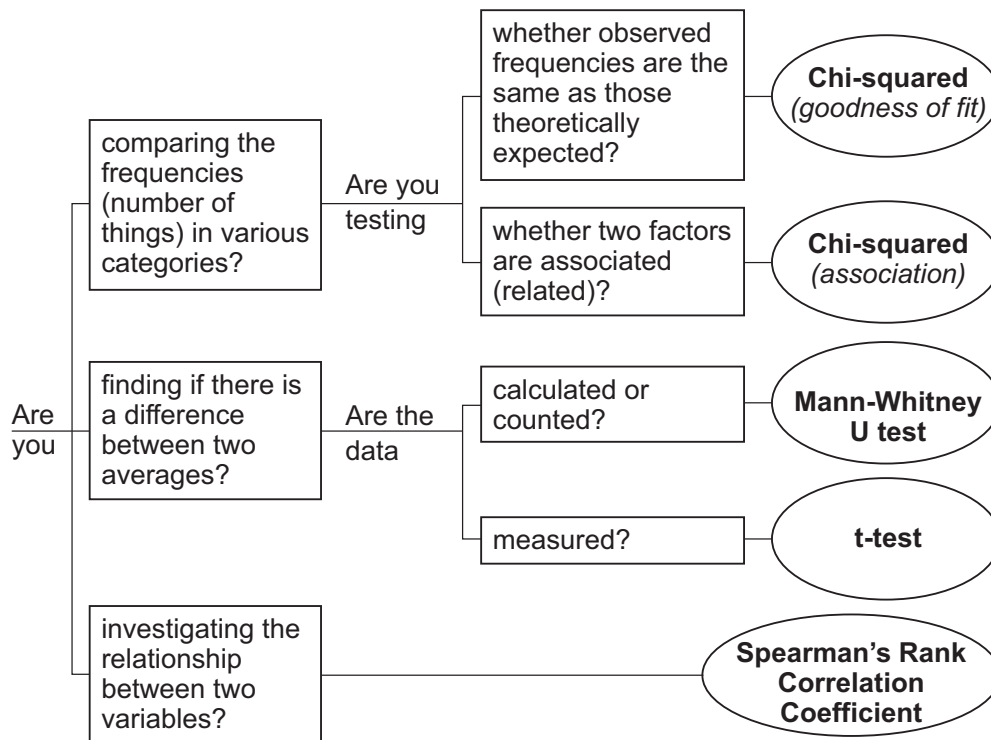 Are
you
comparing the
frequencies
(number of
things) in various
categories?
Are you
testing
whether observed
frequencies are the
same as those
theoretically
expected?
Chi-squared
(goodness of fit)
whether two factors
are associated
(related)?
Chi-squared
(association)
finding if there is
a difference
between two
averages?
Are the
data
calculated or
counted?
Mann-Whitney
U test
measured?
t-test
investigating the
relationship
between two
variables?
Spearman’s Rank
Correlation
Coefficient